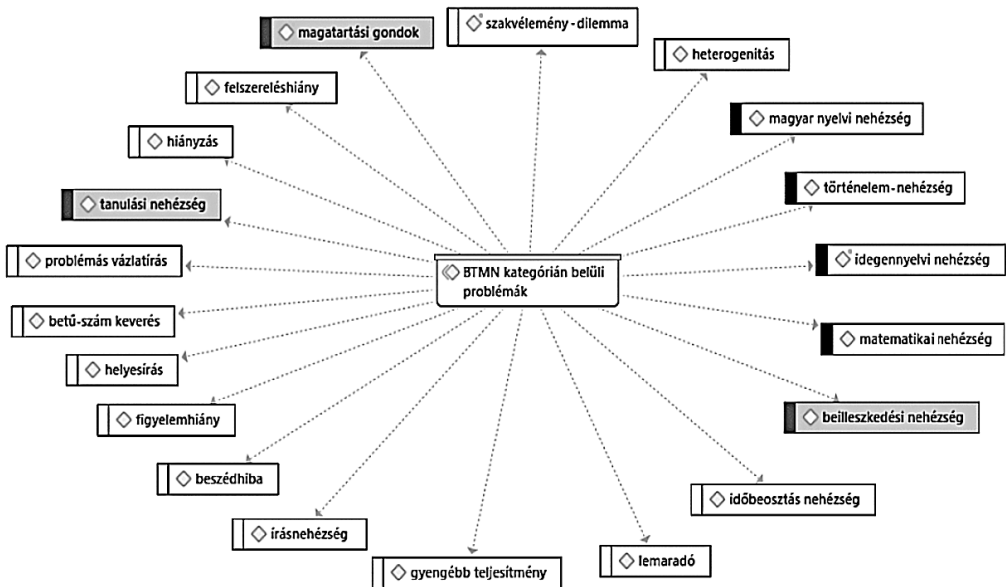 magatartási gondok
szakvélemény-dilemma
heterogenitás
felszereléshiány
magyar nyelvi nehézség
hiányzás
történelem-nehézség
tanulási nehézség
problémás vázlatírás
idegennyelvi nehézség
BTMN kategórián belüli
problémák
betű-szám keverés
matematikai nehézség
helyesírás
figyelemhiány
beilleszkedési nehézség
beszédhiba
időbeosztás nehézség
írásnehézség
lemaradó
gyengébb teljesítmény